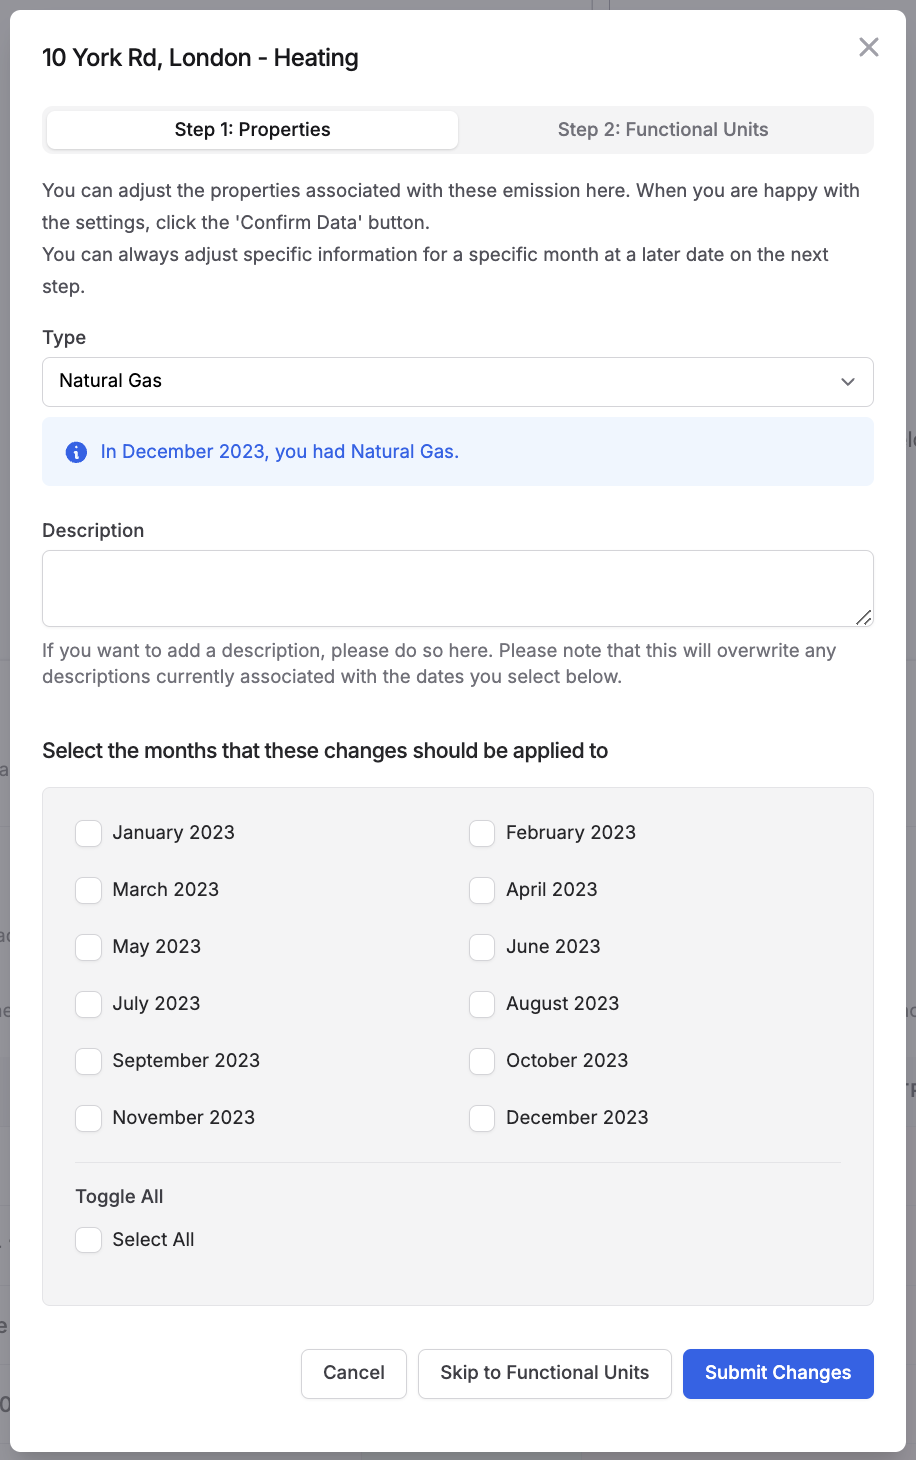 10 York Rd, London - Heating
Step 1: Properties
Step 2: Functional Units
You can adjust the properties associated with these emission here. When you are happy with
the settings, click the 'Confirm Data' button.
You can always adjust specific information for a specific month at a later date on the next
step.
Type
Natural Gas
In December 2023, you had Natural Gas.
Description
If you want to add a description, please do so here. Please note that this will overwrite any
descriptions currently associated with the dates you select below.
Select the months that these changes should be applied to
January 2023
February 2023
March 2023
April 2023
May 2023
June 2023
July 2023
August 2023
September 2023
October 2023
November 2023
December 2023
Toggle All
Select All
Cancel
Skip to Functional Units
Submit Changes